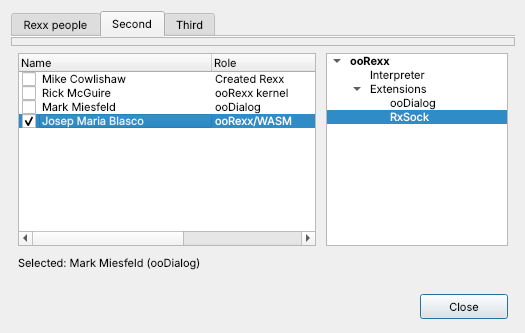 Rexx people Second Third
Name Role
Mike Cowlishaw Created Rexx
Rick McGuire ooRexx kernel
Mark Miesfeld ooDialog
Josep Maria Blasco ooRexx/WASM
ooRexx
Interpreter
Extensions
ooDialog
RxSock
Selected: Mark Miesfeld (ooDialog)
Close